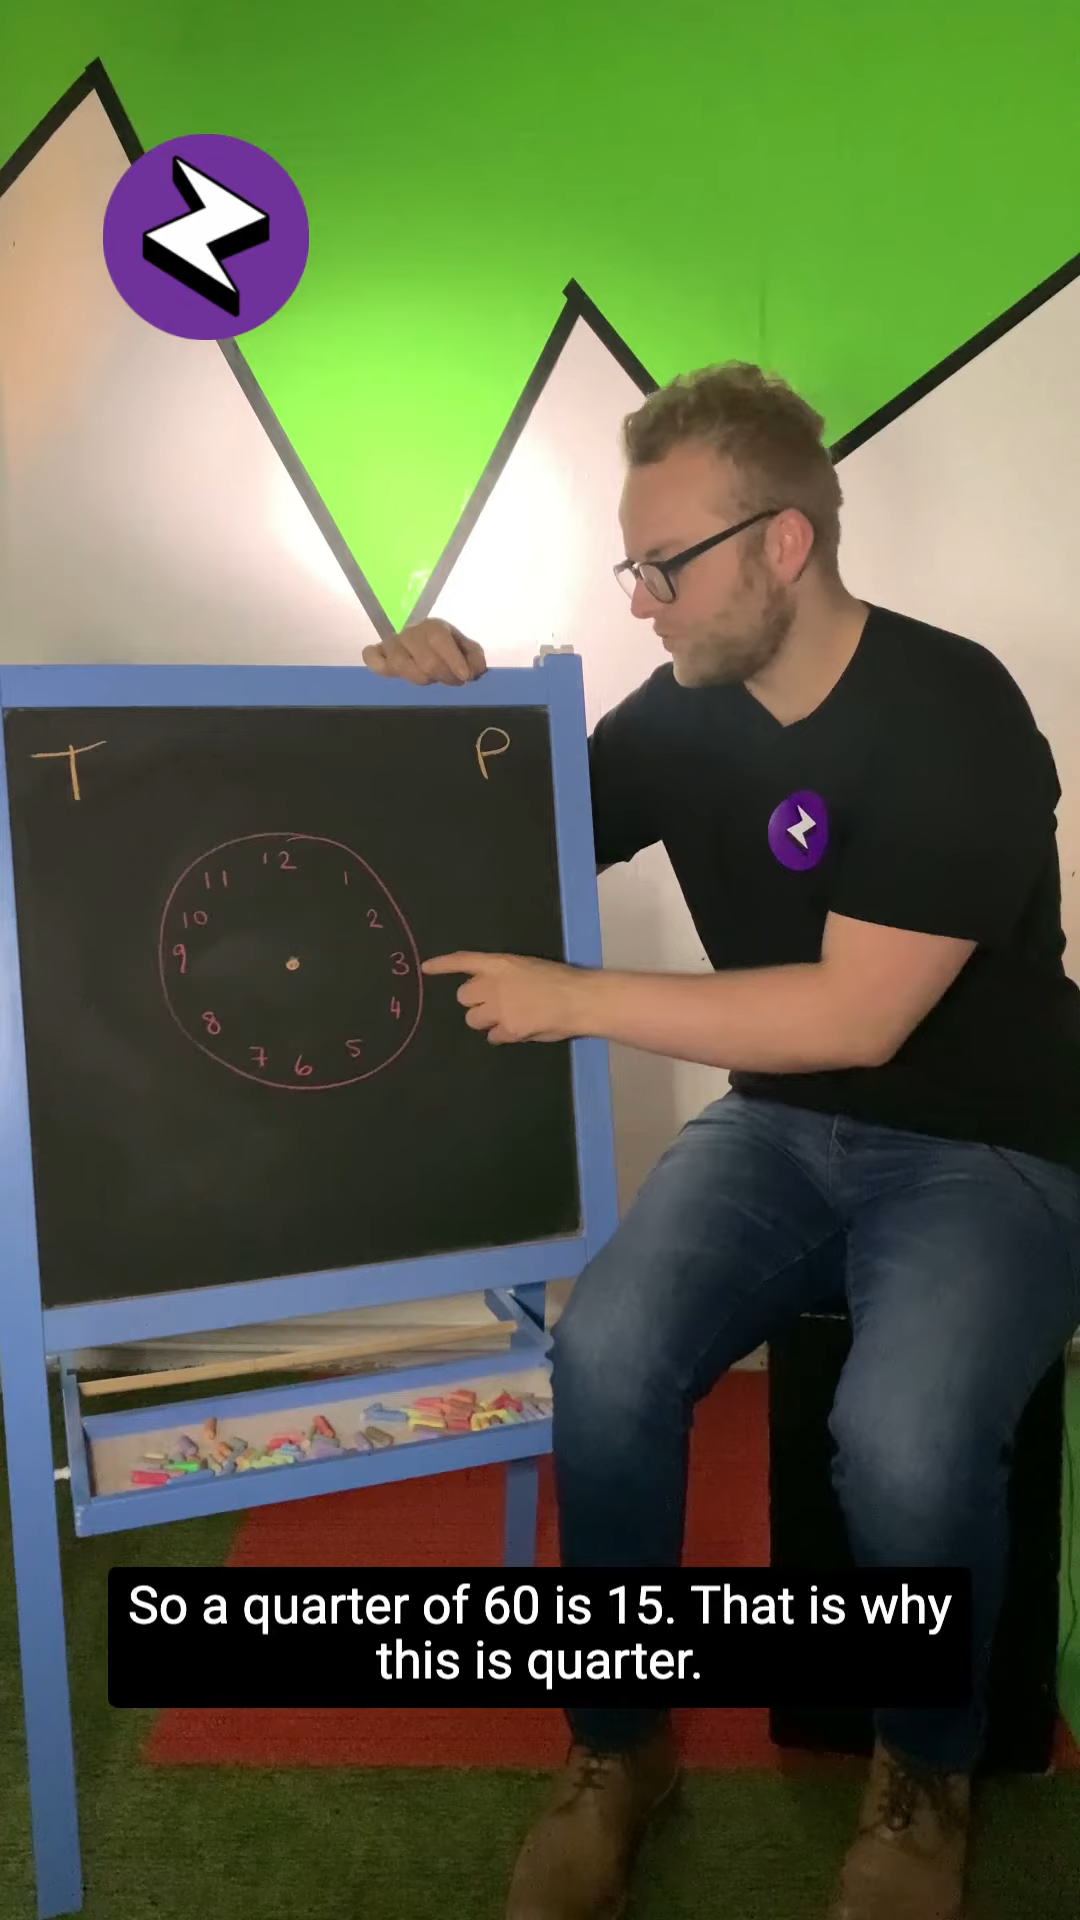 T P
12
11 1
10 2
9 3
8 4
7 5
6
So a quarter of 60 is 15. That is why
this is quarter.